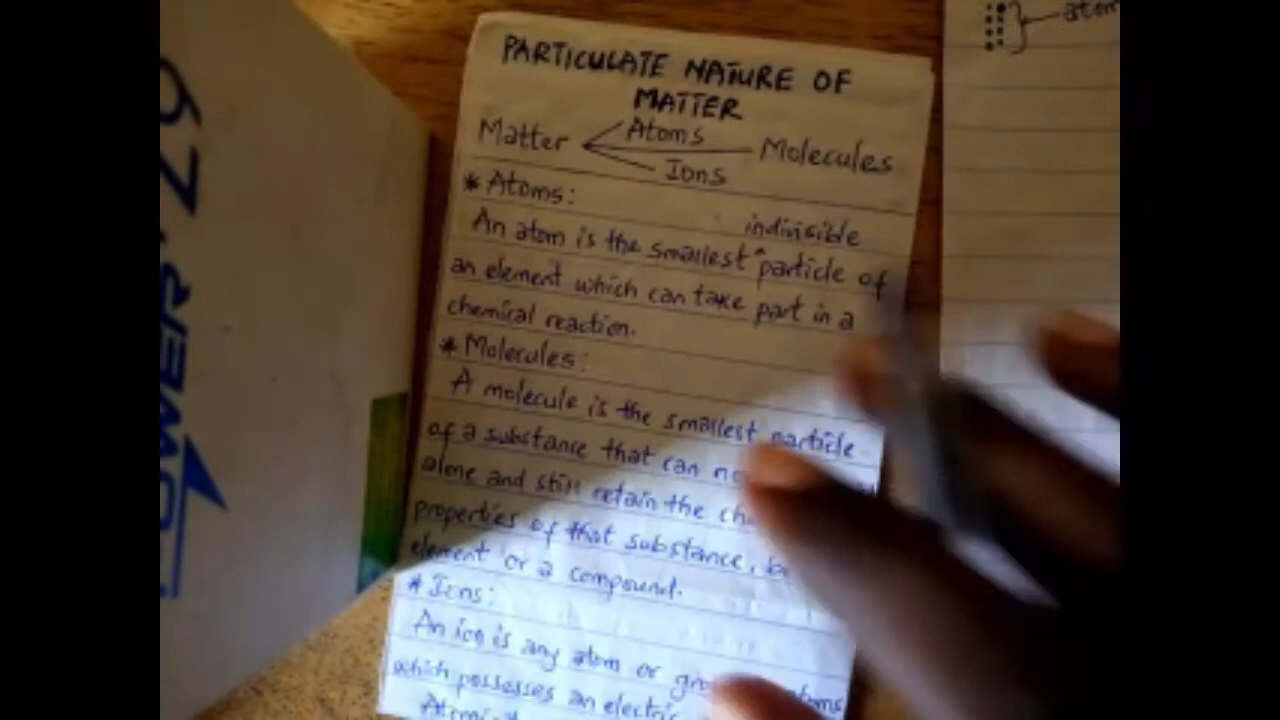 PARTICULATE NATURE OF
MATTER
Matter
Atoms
Molecules
Ions
* Atoms:
indivisible
An atom is the smallest ^ particle of
an element which can take part in a
chemical reaction.
* Molecules:
A molecule is the smallest particle
of a substance that can
alone and still retain the
properties of that substance,
element or a compound.
* Ions:
An ion is any atom or atoms
which possesses an electric
atom
OWER